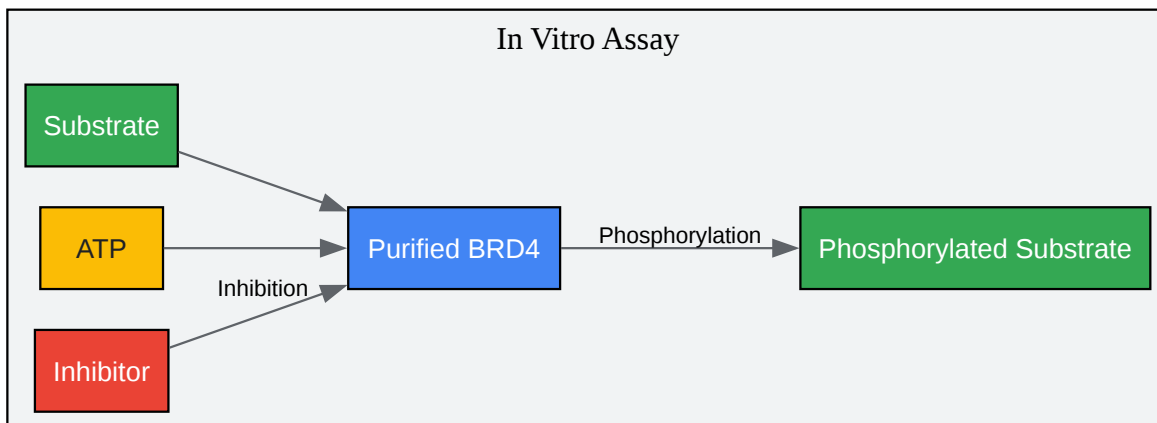 In Vitro Assay
Substrate
ATP
Inhibition
Inhibitor
Purified BRD4
Phosphorylation
Phosphorylated Substrate